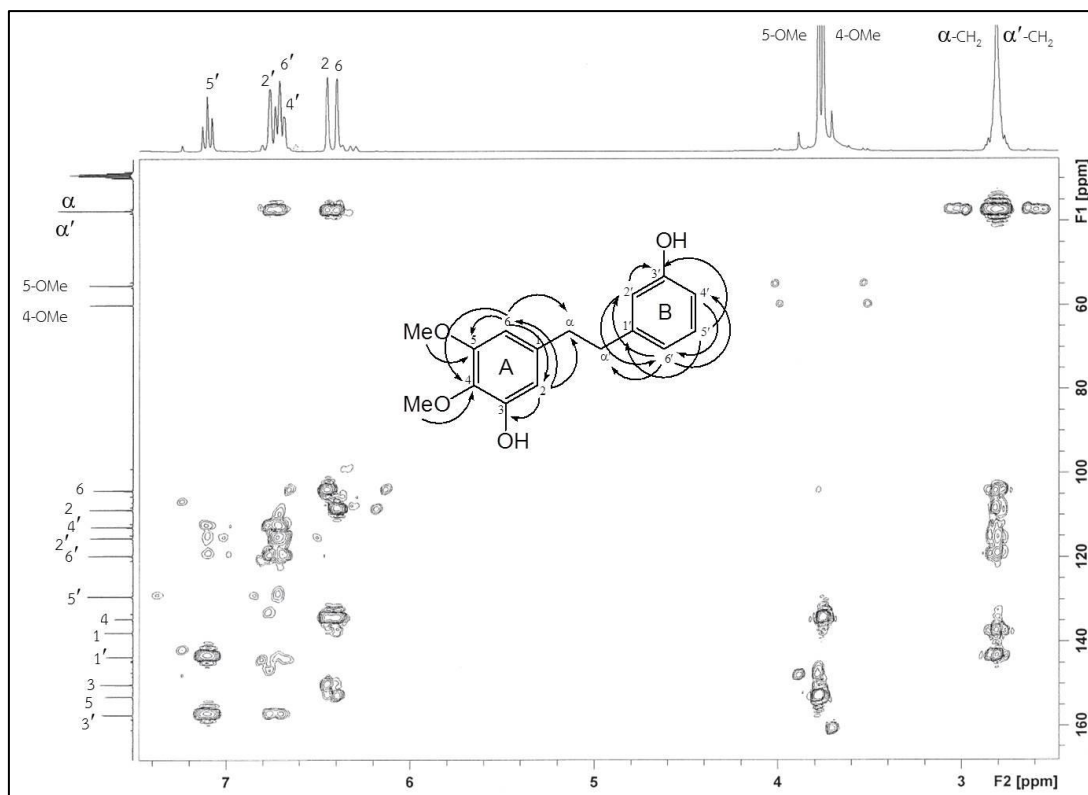 5-OMe 4-OMe α-CH₂ α′-CH₂
5′ 2′ 6′ 4′ 2 6
α
α′
5-OMe
4-OMe
6
2
4′
2′
6′
5′
4
1
1′
3
5
3′
OH
3′
2′ 4′
B
1′ 5′
6′
α
α′
MeO
6
5 1
A
4 2
MeO 3
OH
F1 [ppm]
40
60
80
100
120
140
160
7 6 5 4 3 F2 [ppm]